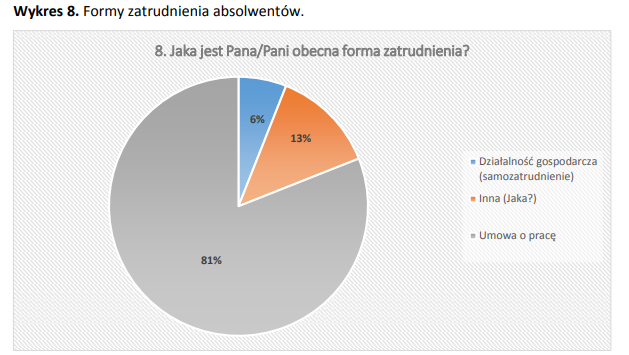 Wykres 8. Formy zatrudnienia absolwentów.
8. Jaka jest Pana/Pani obecna forma zatrudnienia?
6%
13%
81%
Działalność gospodarcza
(samozatrudnienie)
Inna (Jaka?)
Umowa o pracę